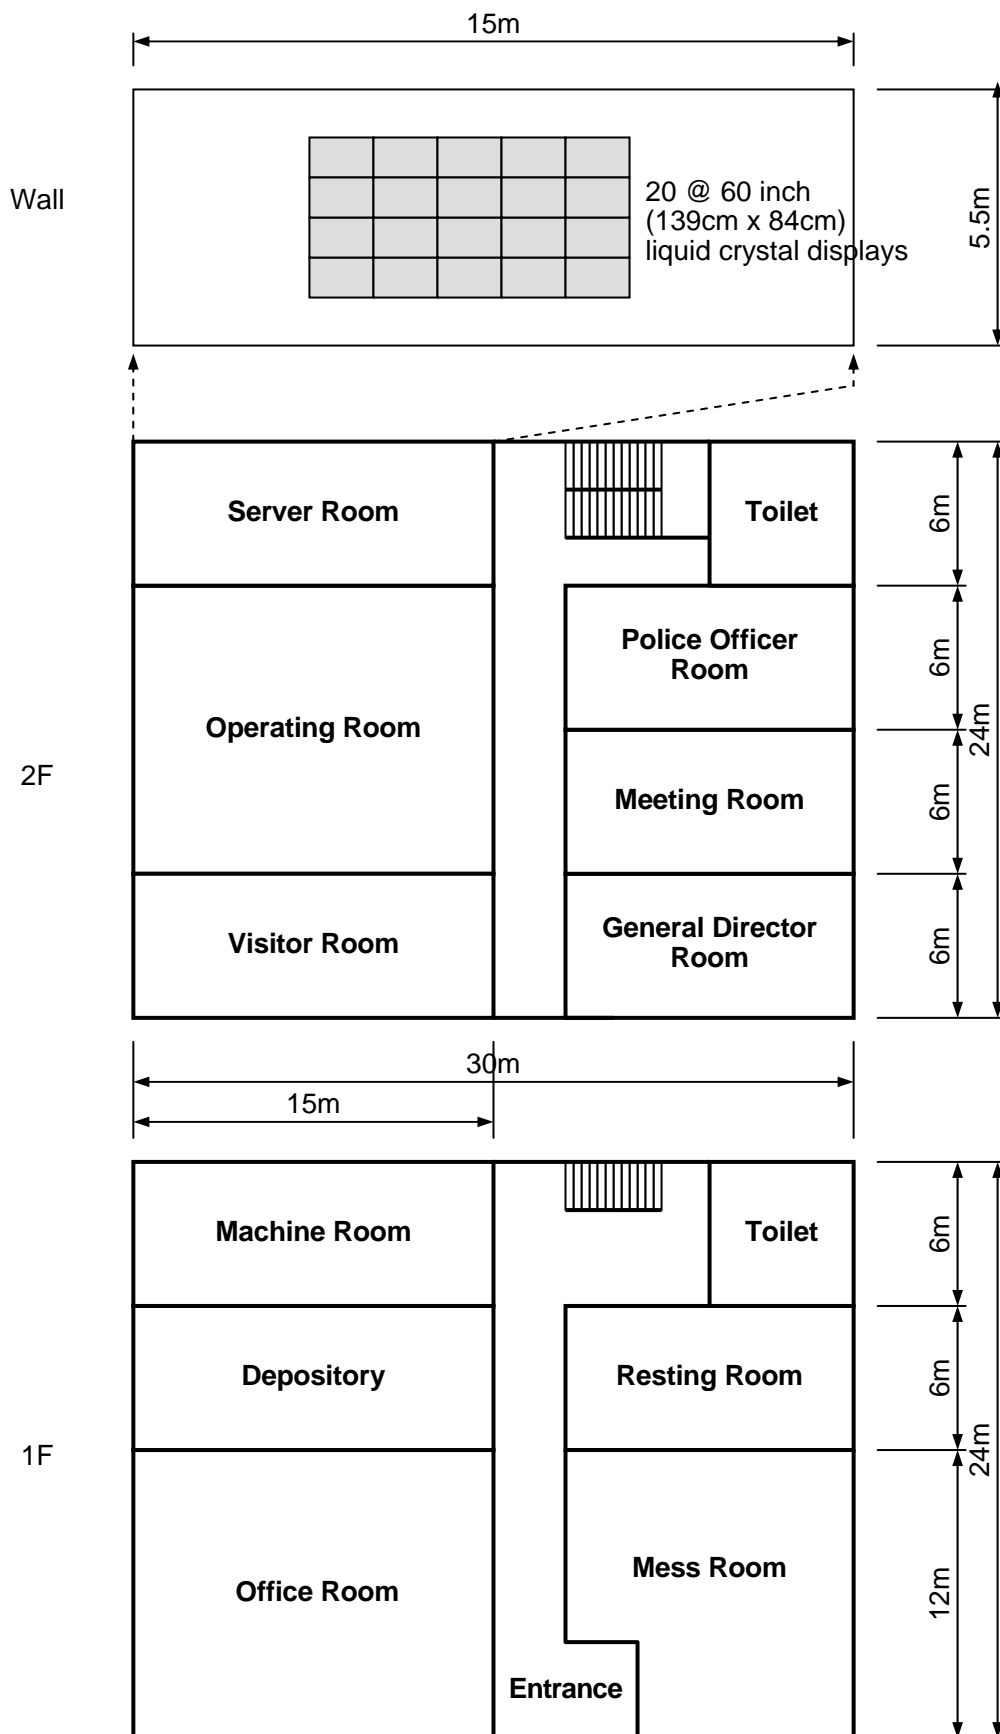 15m
Wall
20 @ 60 inch
(139cm x 84cm)
liquid crystal displays
5.5m
Server Room
Toilet
6m
Police Officer
Room
6m
Operating Room
24m
2F
Meeting Room
6m
Visitor Room
General Director
Room
6m
30m
15m
Machine Room
Toilet
6m
Depository
Resting Room
6m
24m
1F
Office Room
Mess Room
12m
Entrance